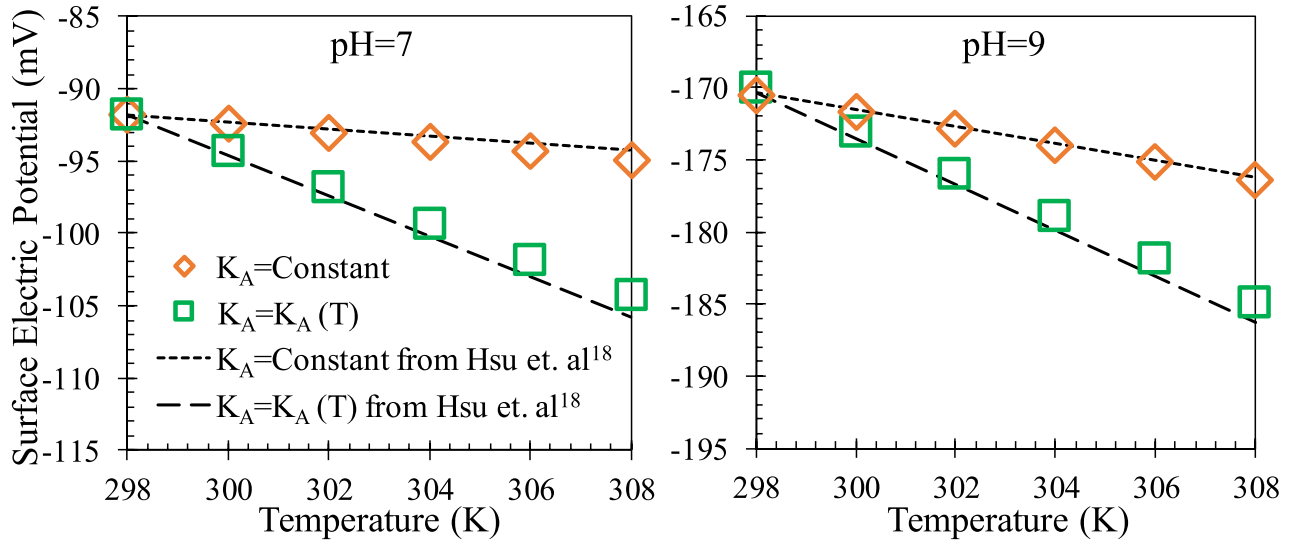 pH=7
Surface Electric Potential (mV)
-85
-90
-95
-100
-105
-110
-115
K_A=Constant
K_A=K_A (T)
K_A=Constant from Hsu et. al^18
K_A=K_A (T) from Hsu et. al^18
298 300 302 304 306 308
Temperature (K)
pH=9
-165
-170
-175
-180
-185
-190
-195
298 300 302 304 306 308
Temperature (K)